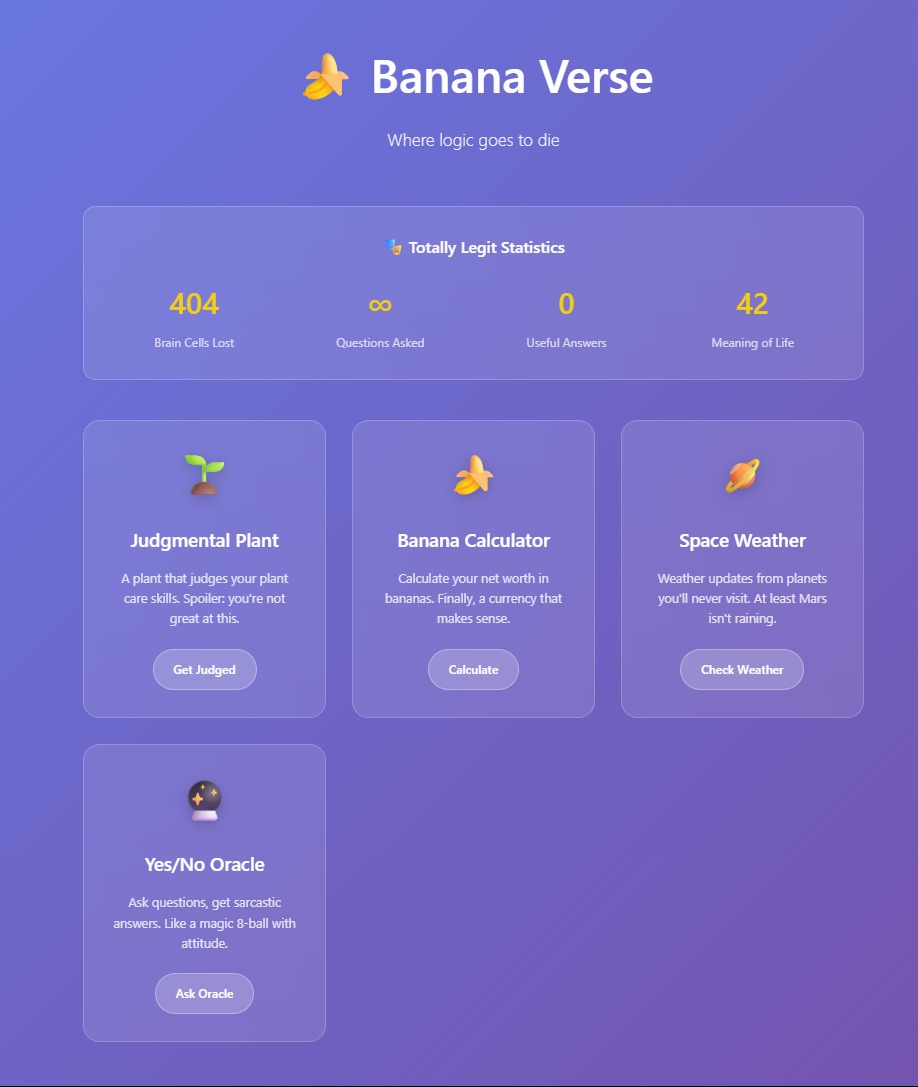 Banana Verse
Where logic goes to die
Totally Legit Statistics
404
∞
0
42
Brain Cells Lost
Questions Asked
Useful Answers
Meaning of Life
Judgmental Plant
A plant that judges your plant
care skills. Spoiler: you're not
great at this.
Get Judged
Banana Calculator
Calculate your net worth in
bananas. Finally, a currency that
makes sense.
Calculate
Space Weather
Weather updates from planets
you'll never visit. At least Mars
isn't raining.
Check Weather
Yes/No Oracle
Ask questions, get sarcastic
answers. Like a magic 8-ball with
attitude.
Ask Oracle